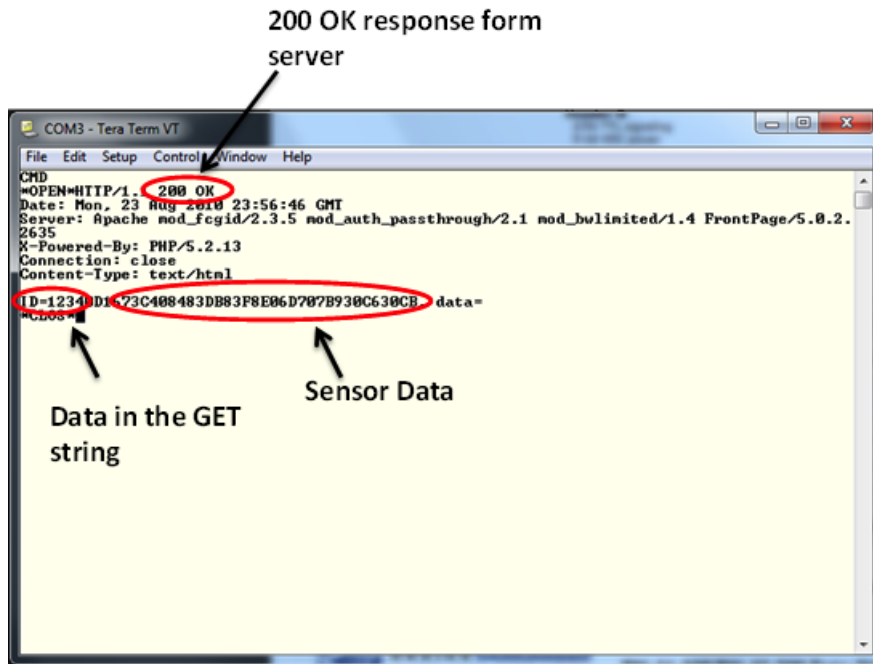 200 OK response form
server
COM3 - Tera Term VT
File Edit Setup Control Window Help
CMD
*OPEN*HTTP/1. 200 OK
Date: Mon, 23 Aug 2010 23:56:46 GMT
Server: Apache mod_fcgid/2.3.5 mod_auth_passthrough/2.1 mod_bwlimited/1.4 FrontPage/5.0.2.
2635
X-Powered-By: PHP/5.2.13
Connection: close
Content-Type: text/html
ID=1234 data=
*CLOS*
Sensor Data
Data in the GET
string